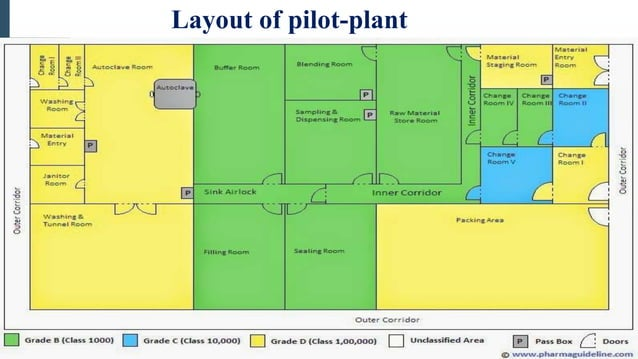 Layout of pilot-plant
Change
Room I
Change
Room II
Autoclave Room
Autoclave
Buffer Room
Blending Room
Inner Corridor
Material
Staging Room
Material
Entry
Room
P
Washing
Room
P
Sampling &
Dispensing Room
P
Raw Material
Store Room
Change
Room IV
Change
Room III
Change
Room II
Material
Entry
P
Change
Room V
Change
Room I
Janitor
Room
P
Sink Airlock
Inner Corridor
Outer Corridor
Outer Corridor
Washing &
Tunnel Room
Packing Area
Filling Room
Sealing Room
Outer Corridor
Grade B (Class 1000)
Grade C (Class 10,000)
Grade D (Class 1,00,000)
Unclassified Area
P
Pass Box
Doors
© www.pharmaguideline.com